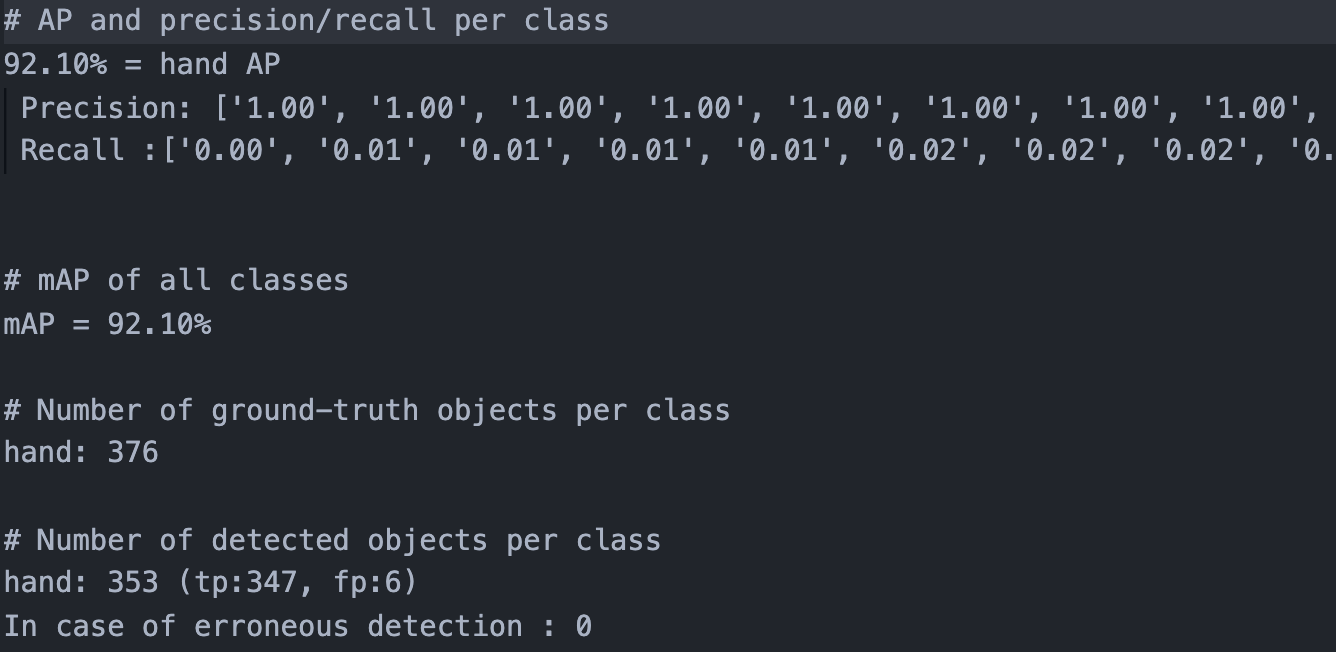 # AP and precision/recall per class
92.10% = hand AP
Precision: ['1.00', '1.00', '1.00', '1.00', '1.00', '1.00', '1.00', '1.00',
Recall :['0.00', '0.01', '0.01', '0.01', '0.01', '0.02', '0.02', '0.02', '0.
# mAP of all classes
mAP = 92.10%
# Number of ground-truth objects per class
hand: 376
# Number of detected objects per class
hand: 353 (tp:347, fp:6)
In case of erroneous detection : 0